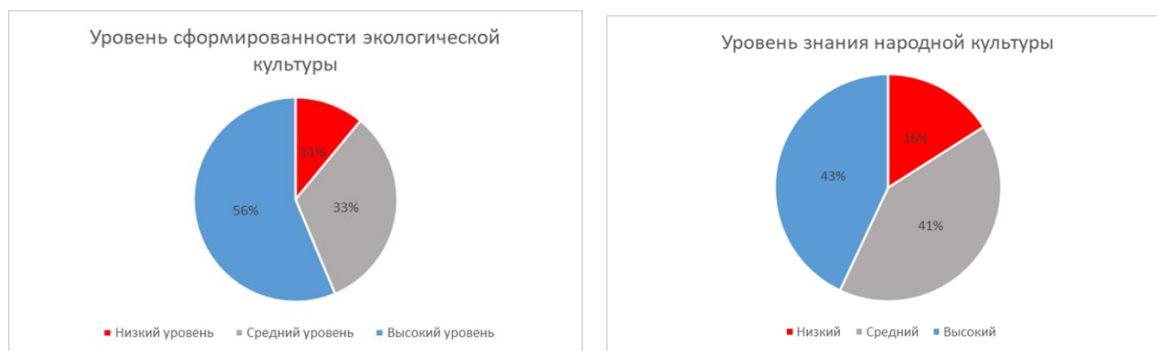 Уровень сформированности экологической
культуры
11%
33%
56%
Низкий уровень Средний уровень Высокий уровень
Уровень знания народной культуры
16%
43%
41%
Низкий Средний Высокий